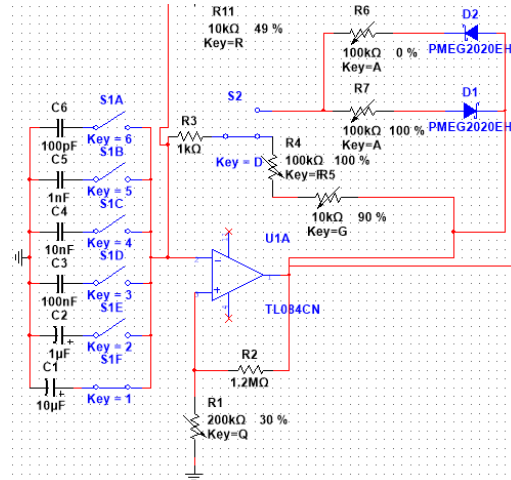 R11
10kΩ 49 %
Key=R
R6
100kΩ 0 %
Key=A
D2
PMEG2020EH
S2
R7
100kΩ 100 %
Key=A
D1
PMEG2020EH
C6
100pF
S1A
Key = 6
C5
1nF
S1B
Key = 5
C4
10nF
S1C
Key = 4
C3
100nF
S1D
Key = 3
C2
1µF
S1E
Key = 2
C1
10µF
S1F
Key = 1
R3
1kΩ
Key = D
R4
100kΩ 100 %
Key=F
R5
10kΩ 90 %
Key=G
U1A
2
3
1
TL084CN
R2
1.2MΩ
R1
200kΩ 30 %
Key=Q